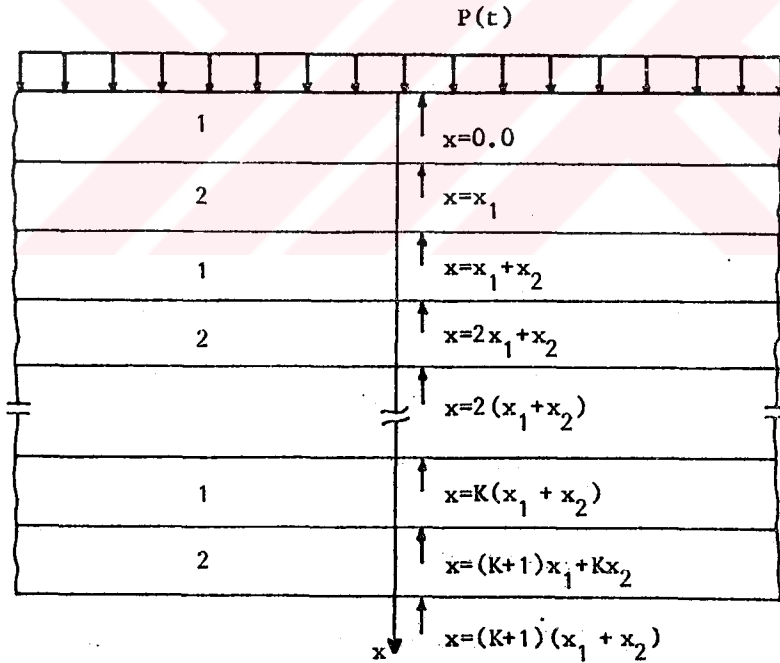 P(t)
1
x=0.0
2
x=x₁
1
x=x₁+x₂
2
x=2x₁+x₂
x=2(x₁+x₂)
1
x=K(x₁ + x₂)
2
x=(K+1)x₁+Kx₂
x
x=(K+1)(x₁ + x₂)